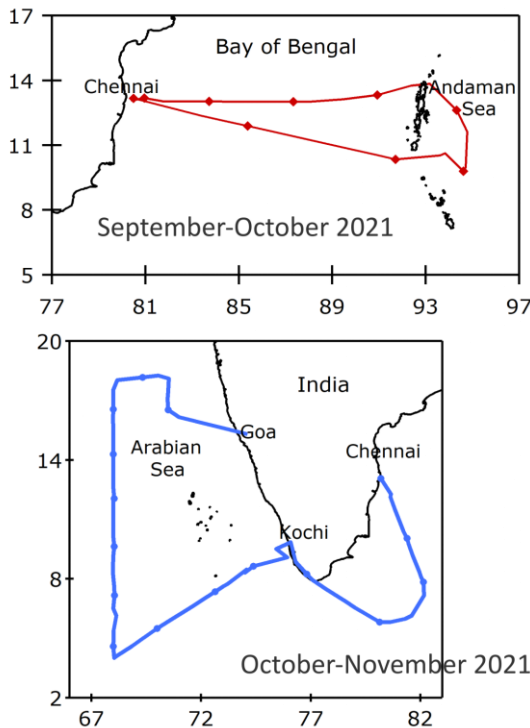 17
Bay of Bengal
14
Chennai
Andaman
Sea
11
8
September-October 2021
5
77 81 85 89 93 97
20
India
Goa
Arabian
Sea
Chennai
14
Kochi
8
October-November 2021
2
67 72 77 82